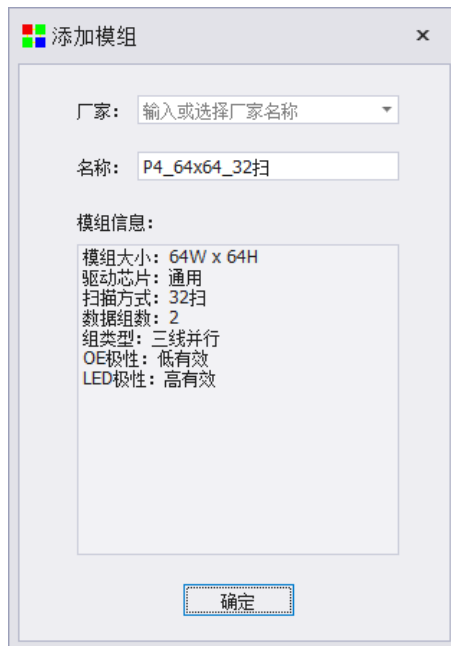 添加模组
厂家： 输入或选择厂家名称
名称： P4_64x64_32扫
模组信息：
模组大小：64W x 64H
驱动芯片：通用
扫描方式：32扫
数据组数：2
组类型：三线并行
OE极性：低有效
LED极性：高有效
确定